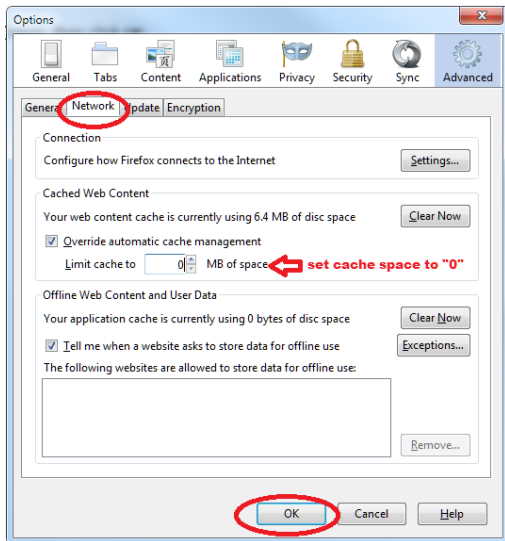 Options
General Tabs Content Applications Privacy Security Sync Advanced
General Network Update Encryption
Connection
Configure how Firefox connects to the Internet Settings...
Cached Web Content
Your web content cache is currently using 6.4 MB of disc space Clear Now
Override automatic cache management
Limit cache to 0 MB of space set cache space to "0"
Offline Web Content and User Data
Your application cache is currently using 0 bytes of disc space Clear Now
Tell me when a website asks to store data for offline use Exceptions...
The following websites are allowed to store data for offline use:
Remove...
OK Cancel Help